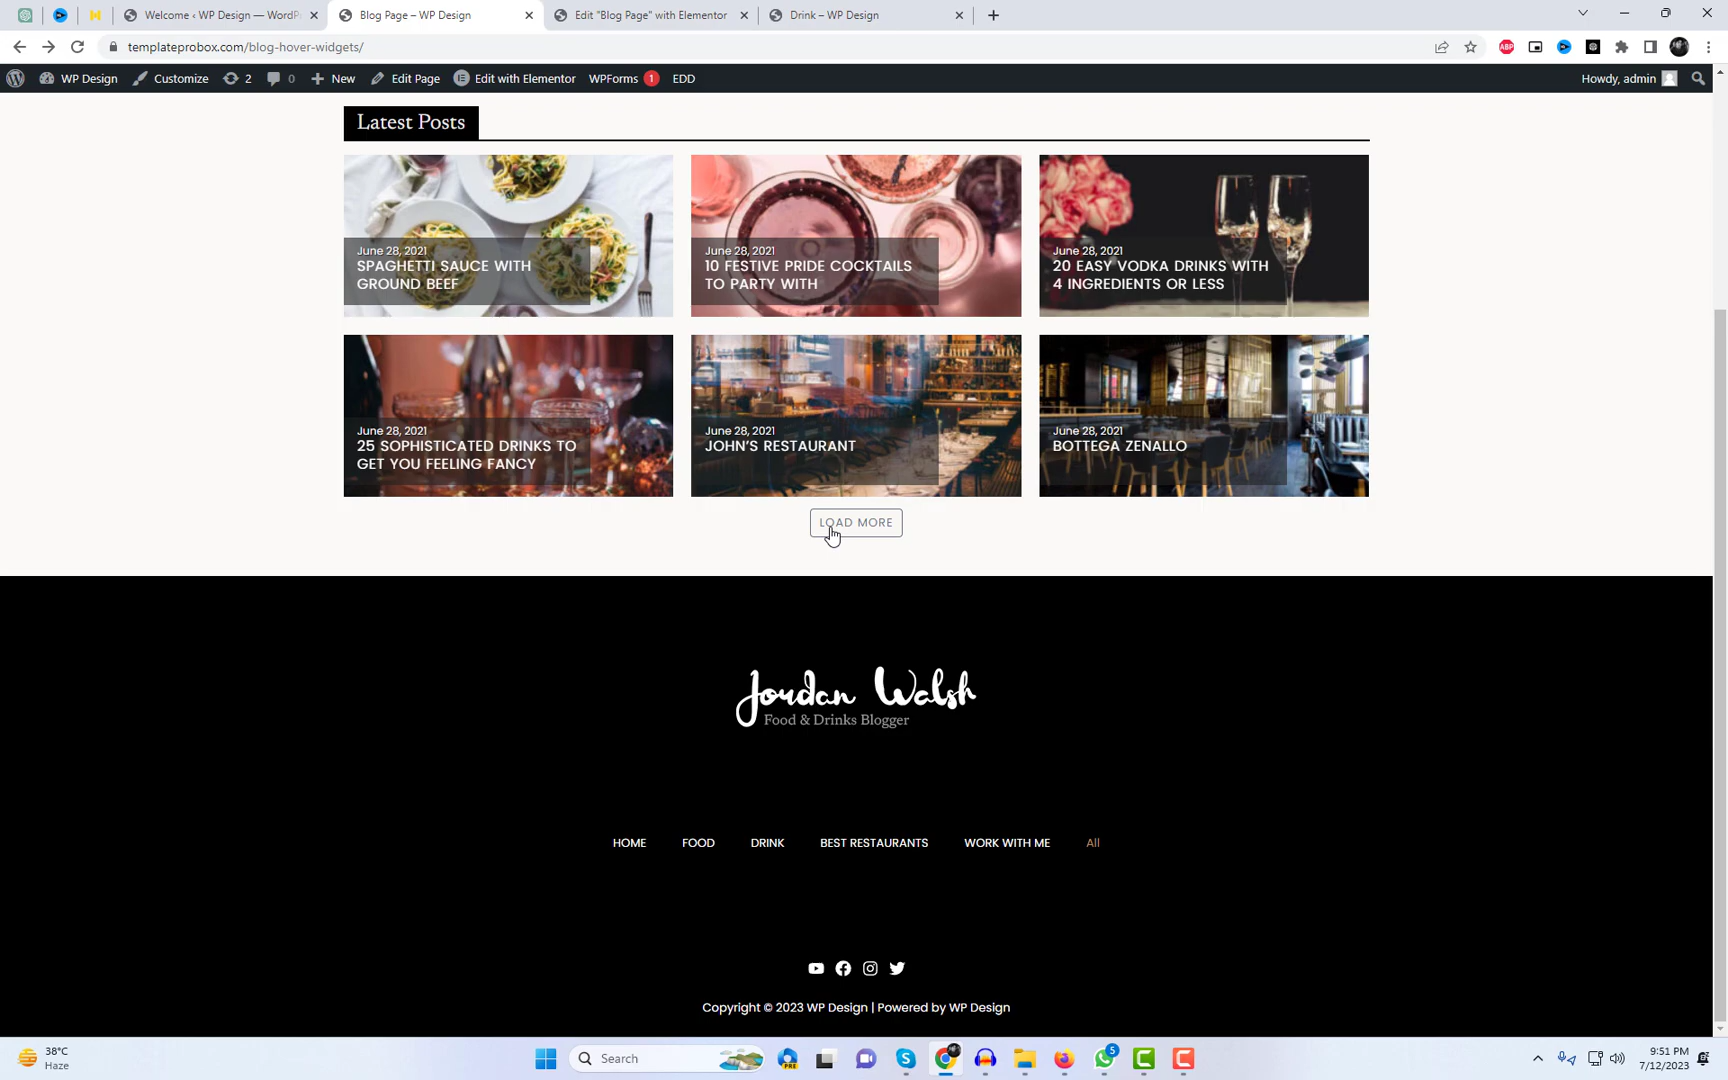 Welcome ‹ WP Design — WordP
Blog Page – WP Design
Edit "Blog Page" with Elementor
Drink – WP Design
templateprobox.com/blog-hover-widgets/
ABP
WP Design
Customize
2
0
New
Edit Page
Edit with Elementor
WPForms 1
EDD
Howdy, admin
Latest Posts
June 28, 2021
SPAGHETTI SAUCE WITH
GROUND BEEF
June 28, 2021
10 FESTIVE PRIDE COCKTAILS
TO PARTY WITH
June 28, 2021
20 EASY VODKA DRINKS WITH
4 INGREDIENTS OR LESS
June 28, 2021
25 SOPHISTICATED DRINKS TO
GET YOU FEELING FANCY
June 28, 2021
JOHN'S RESTAURANT
June 28, 2021
BOTTEGA ZENALLO
LOAD MORE
Jordan Walsh
Food & Drinks Blogger
HOME
FOOD
DRINK
BEST RESTAURANTS
WORK WITH ME
All
Copyright © 2023 WP Design | Powered by WP Design
38°C
Haze
Search
PRE
5
9:51 PM
7/12/2023